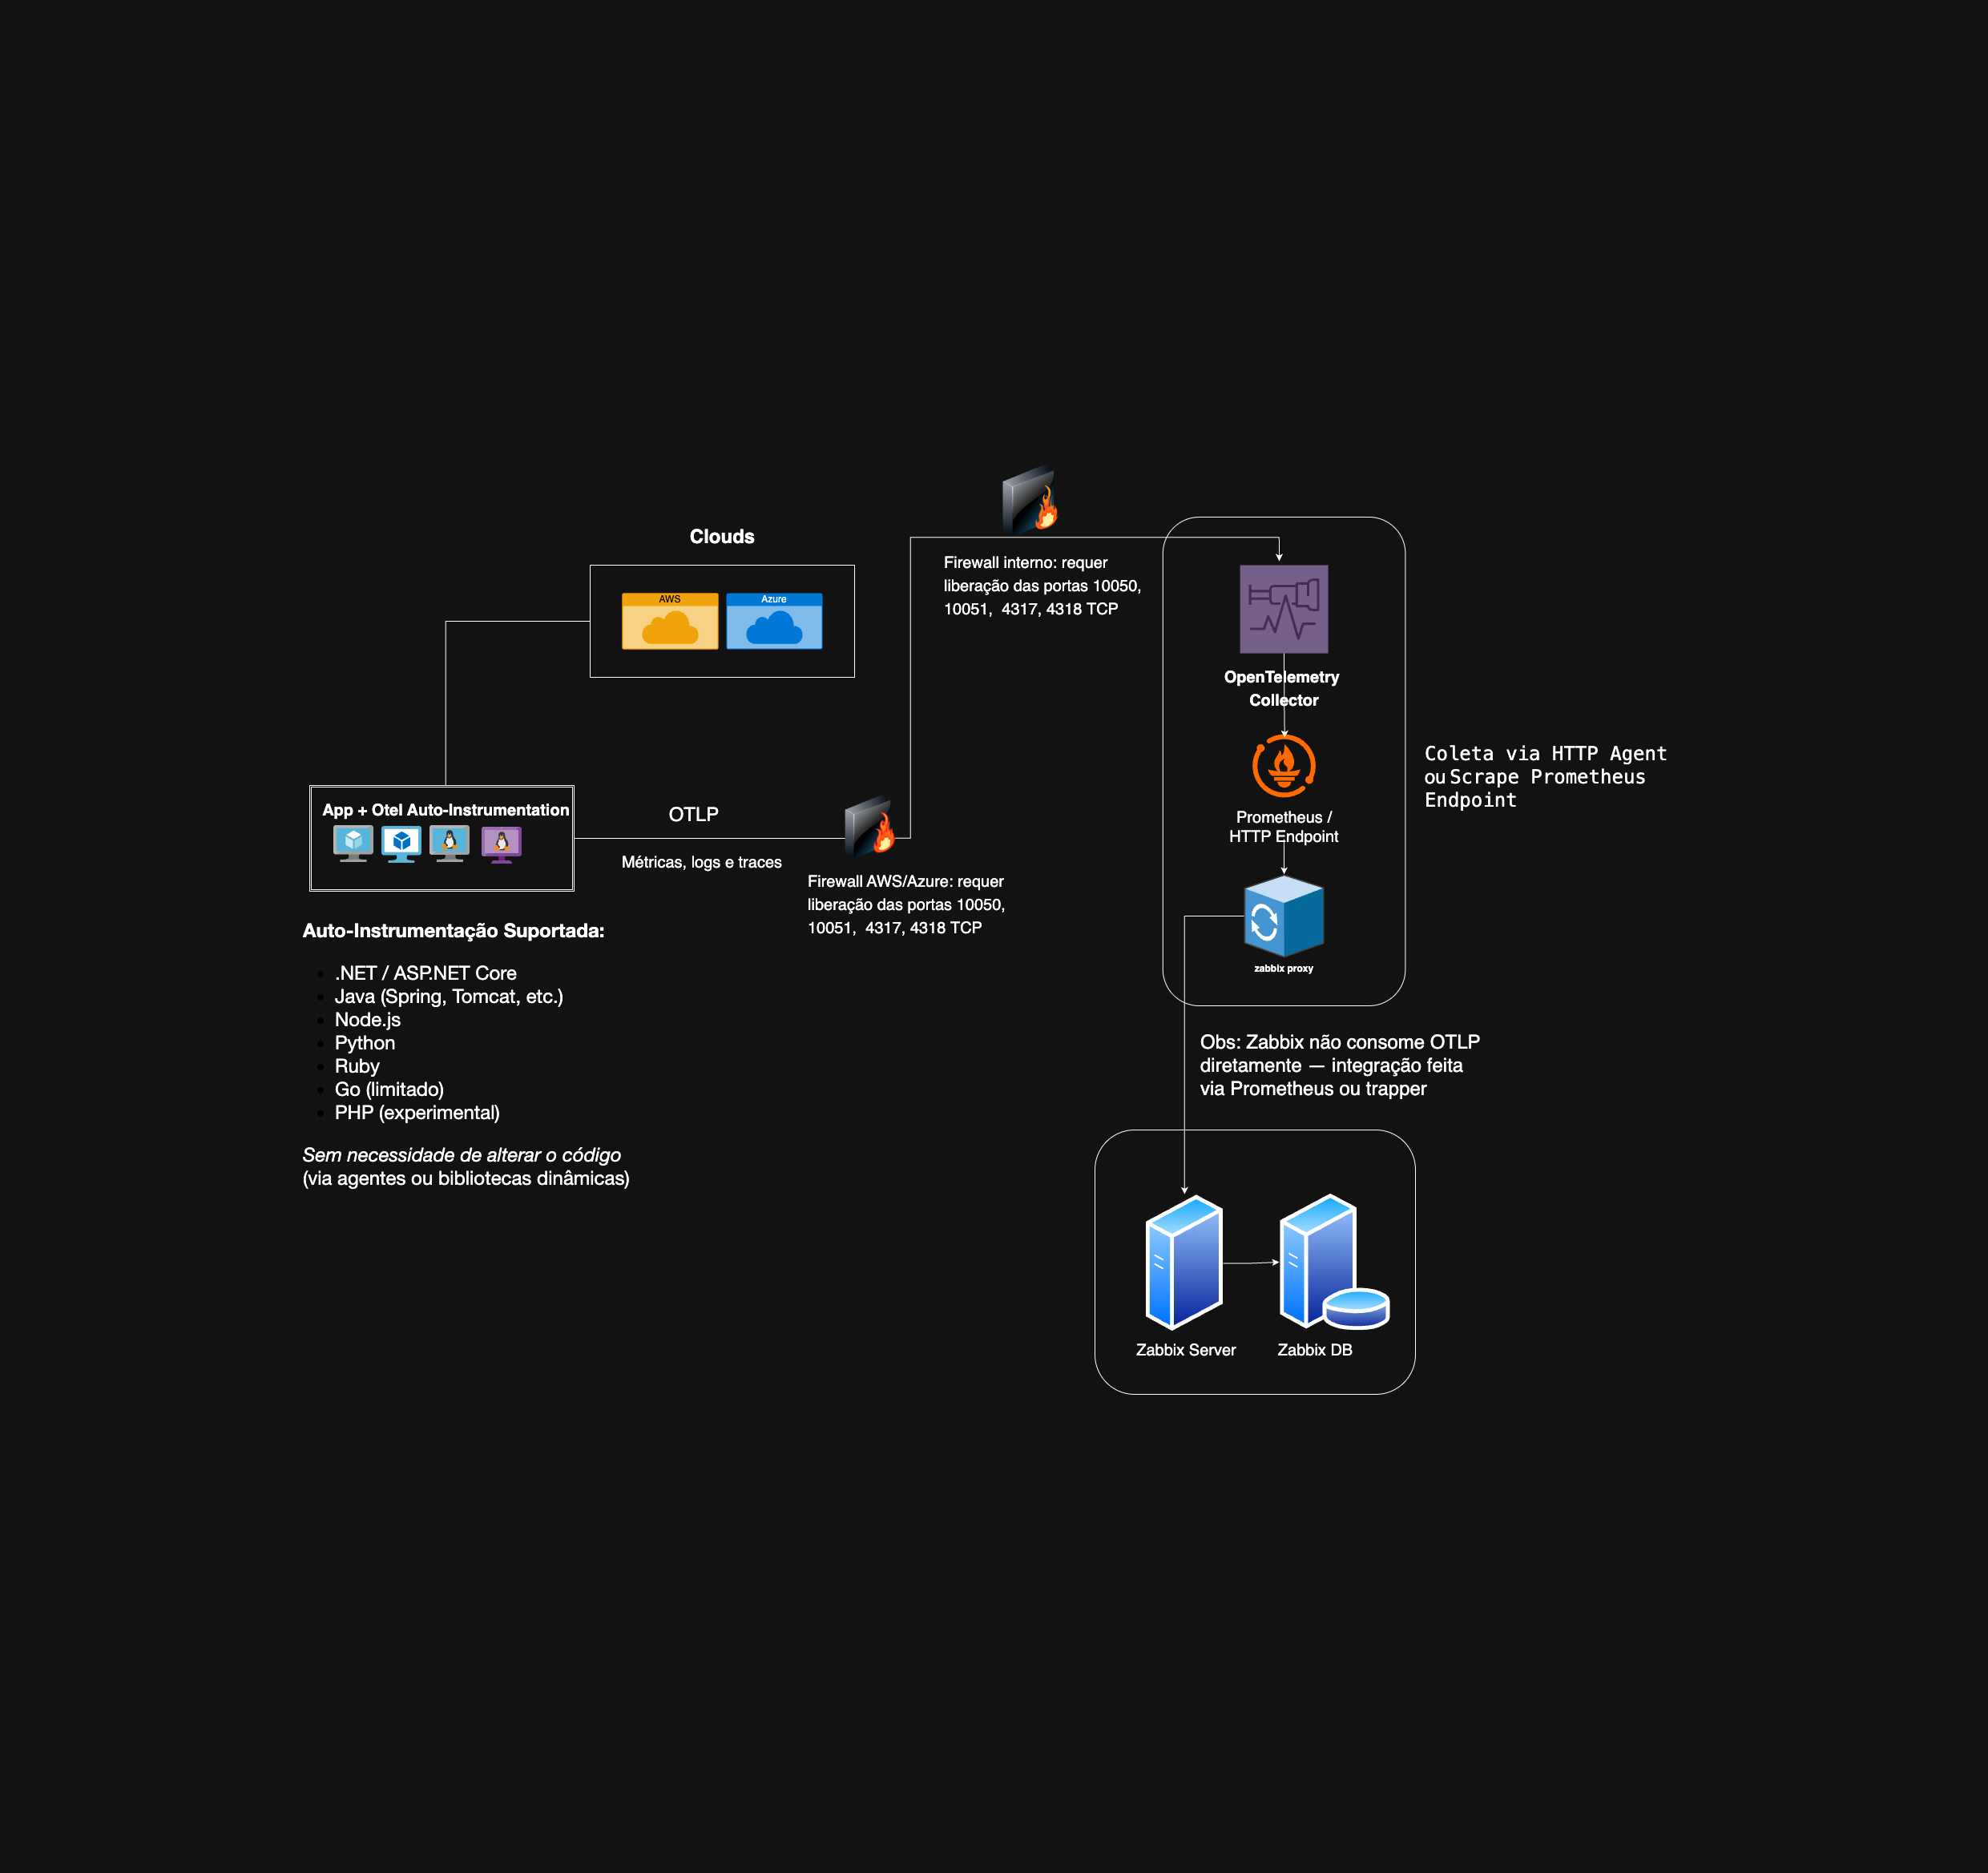 Clouds
AWS
Azure
Firewall interno: requer
liberação das portas 10050,
10051,  4317, 4318 TCP
OpenTelemetry
Collector
Prometheus /
HTTP Endpoint
zabbix proxy
Coleta via HTTP Agent
ou Scrape Prometheus
Endpoint
App + Otel Auto-Instrumentation
OTLP
Métricas, logs e traces
Firewall AWS/Azure: requer
liberação das portas 10050,
10051,  4317, 4318 TCP
Auto-Instrumentação Suportada:
.NET / ASP.NET Core
Java (Spring, Tomcat, etc.)
Node.js
Python
Ruby
Go (limitado)
PHP (experimental)
Sem necessidade de alterar o código
(via agentes ou bibliotecas dinâmicas)
Obs: Zabbix não consome OTLP
diretamente — integração feita
via Prometheus ou trapper
Zabbix Server
Zabbix DB